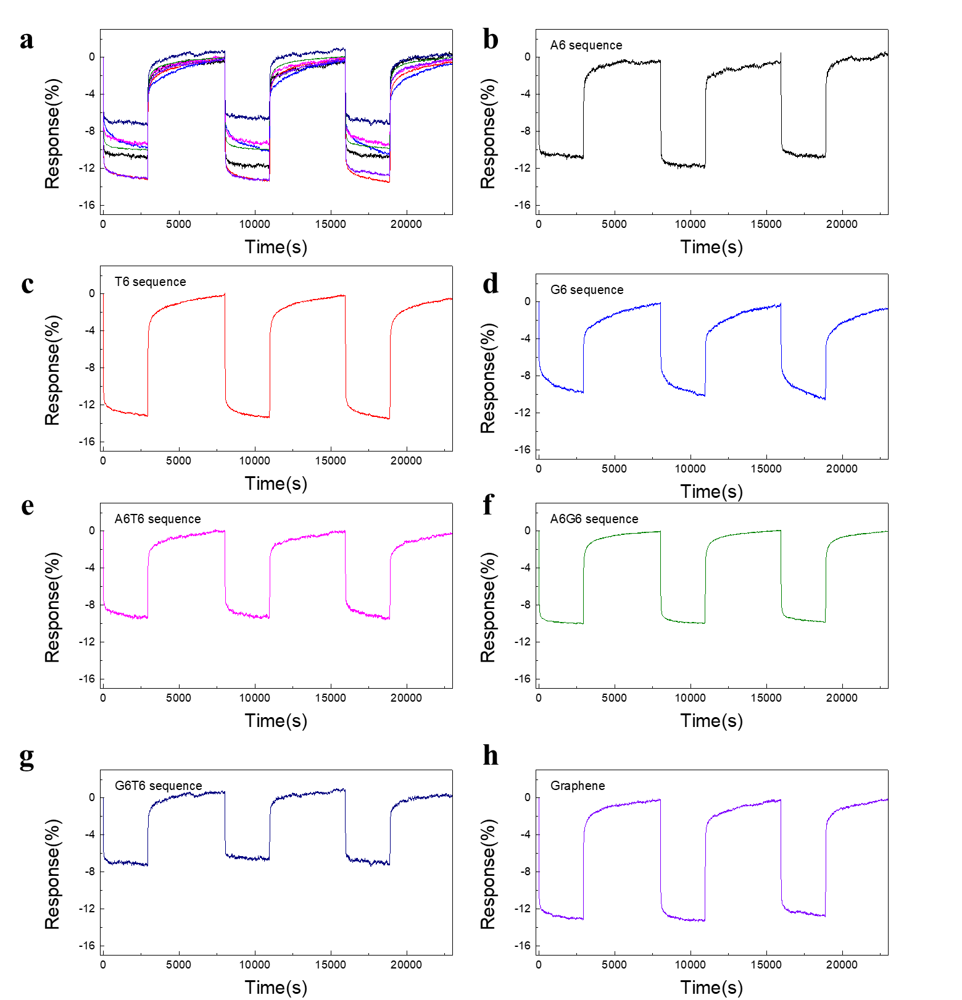 a
0
-4
-8
-12
-16
Response(%)
0 5000 10000 15000 20000
Time(s)
b
A6 sequence
0
-4
-8
-12
-16
Response(%)
0 5000 10000 15000 20000
Time(s)
c
T6 sequence
0
-4
-8
-12
-16
Response(%)
0 5000 10000 15000 20000
Time(s)
d
G6 sequence
0
-4
-8
-12
-16
Response(%)
0 5000 10000 15000 20000
Time(s)
e
A6T6 sequence
0
-4
-8
-12
-16
Response(%)
0 5000 10000 15000 20000
Time(s)
f
A6G6 sequence
0
-4
-8
-12
-16
Response(%)
0 5000 10000 15000 20000
Time(s)
g
G6T6 sequence
0
-4
-8
-12
-16
Response(%)
0 5000 10000 15000 20000
Time(s)
h
Graphene
0
-4
-8
-12
-16
Response(%)
0 5000 10000 15000 20000
Time(s)